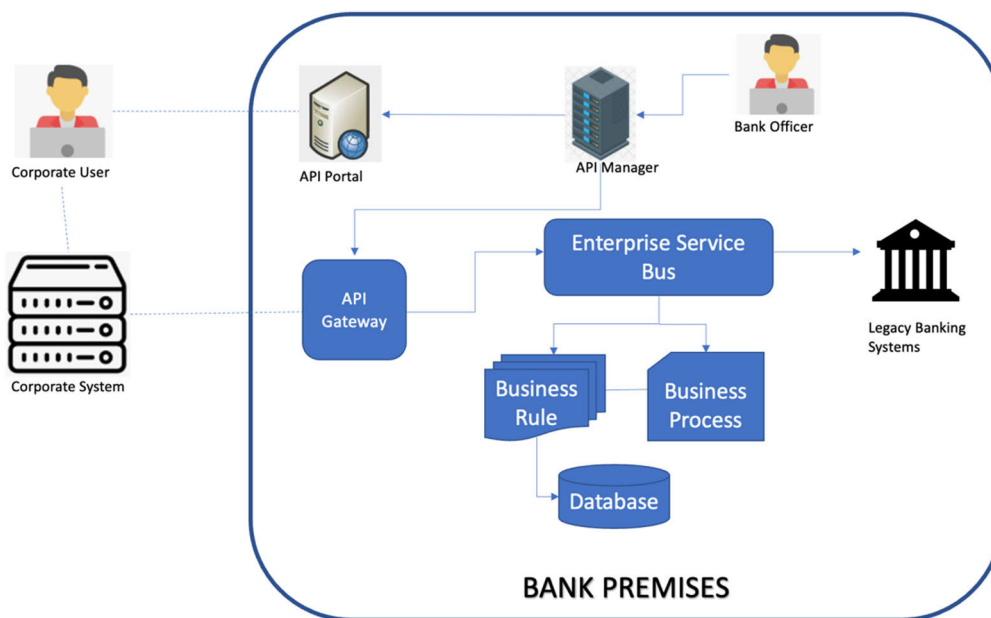 Corporate User
API Portal
API Manager
Bank Officer
Corporate System
API
Gateway
Enterprise Service
Bus
Legacy Banking
Systems
Business
Rule
Business
Process
Database
BANK PREMISES